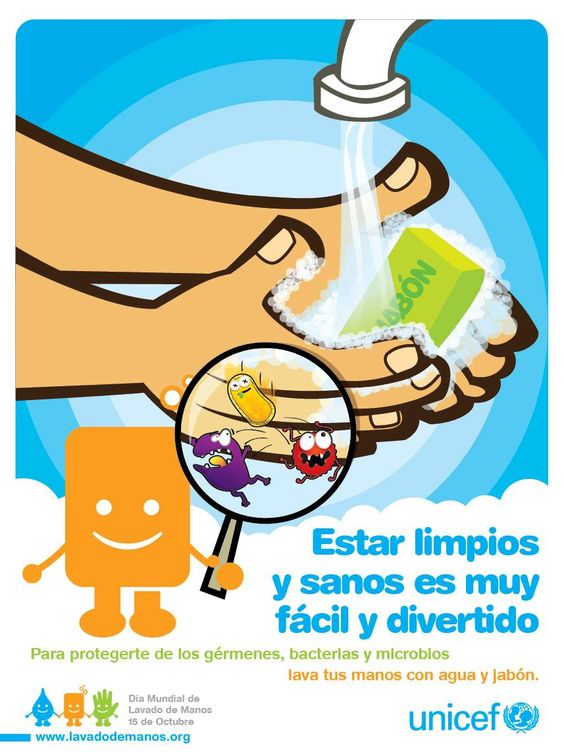 JABÓN
Estar limpios
y sanos es muy
fácil y divertido
Para protegerte de los gérmenes, bacterias y microbios
lava tus manos con agua y jabón.
Día Mundial de
Lavado de Manos
15 de Octubre
www.lavadodemanos.org
unicef